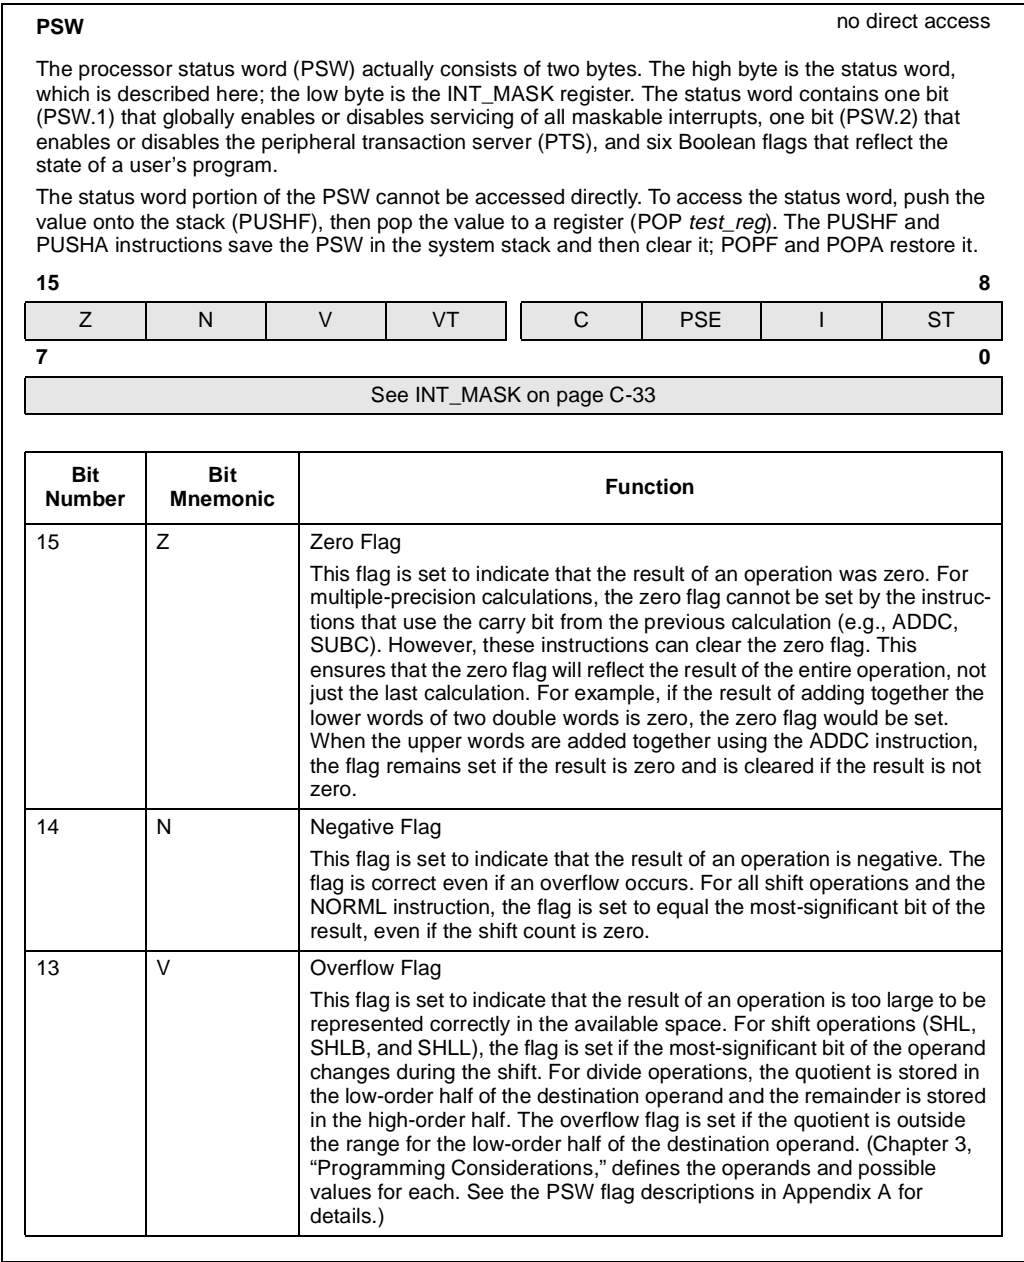 PSW no direct access
The processor status word (PSW) actually consists of two bytes. The high byte is the status word,
which is described here; the low byte is the INT_MASK register. The status word contains one bit
(PSW.1) that globally enables or disables servicing of all maskable interrupts, one bit (PSW.2) that
enables or disables the peripheral transaction server (PTS), and six Boolean flags that reflect the
state of a user's program.
The status word portion of the PSW cannot be accessed directly. To access the status word, push the
value onto the stack (PUSHF), then pop the value to a register (POP test_reg). The PUSHF and
PUSHA instructions save the PSW in the system stack and then clear it; POPF and POPA restore it.
15 8
Z N V VT C PSE I ST
7 0
See INT_MASK on page C-33
Bit Number Bit Mnemonic Function
15 Z Zero Flag
This flag is set to indicate that the result of an operation was zero. For
multiple-precision calculations, the zero flag cannot be set by the instruc-
tions that use the carry bit from the previous calculation (e.g., ADDC,
SUBC). However, these instructions can clear the zero flag. This
ensures that the zero flag will reflect the result of the entire operation, not
just the last calculation. For example, if the result of adding together the
lower words of two double words is zero, the zero flag would be set.
When the upper words are added together using the ADDC instruction,
the flag remains set if the result is zero and is cleared if the result is not
zero.
14 N Negative Flag
This flag is set to indicate that the result of an operation is negative. The
flag is correct even if an overflow occurs. For all shift operations and the
NORML instruction, the flag is set to equal the most-significant bit of the
result, even if the shift count is zero.
13 V Overflow Flag
This flag is set to indicate that the result of an operation is too large to be
represented correctly in the available space. For shift operations (SHL,
SHLB, and SHLL), the flag is set if the most-significant bit of the operand
changes during the shift. For divide operations, the quotient is stored in
the low-order half of the destination operand and the remainder is stored
in the high-order half. The overflow flag is set if the quotient is outside
the range for the low-order half of the destination operand. (Chapter 3,
“Programming Considerations,” defines the operands and possible
values for each. See the PSW flag descriptions in Appendix A for
details.)